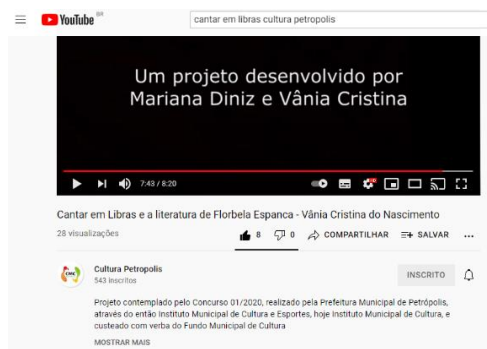 YouTube BR
cantar em libras cultura petropolis
Um projeto desenvolvido por
Mariana Diniz e Vânia Cristina
7:43 / 8:20
Cantar em Libras e a literatura de Florbela Espanca - Vânia Cristina do Nascimento
28 visualizações
8 0 COMPARTILHAR SALVAR
Cultura Petropolis
543 inscritos
INSCRITO
Projeto contemplado pelo Concurso 01/2020, realizado pela Prefeitura Municipal de Petrópolis,
através do então Instituto Municipal de Cultura e Esportes, hoje Instituto Municipal de Cultura, e
custeado com verba do Fundo Municipal de Cultura
MOSTRAR MAIS